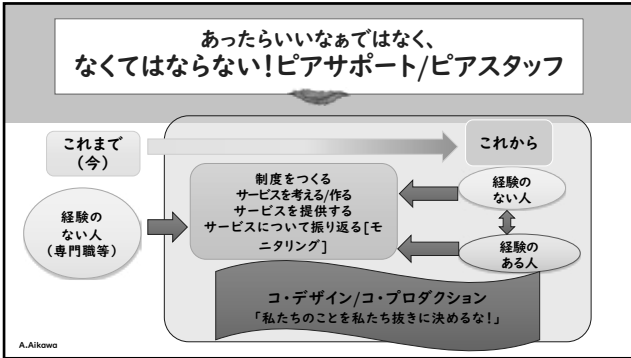 あったらいいなぁではなく、
なくてはならない！ピアサポート/ピアスタッフ
これまで
（今）
これから
経験の
ない人
（専門職等）
制度をつくる
サービスを考える/作る
サービスを提供する
サービスについて振り返る[モ
ニタリング]
経験の
ない人
経験の
ある人
コ・デザイン/コ・プロダクション
「私たちのことを私たち抜きに決めるな！」
A.Aikawa